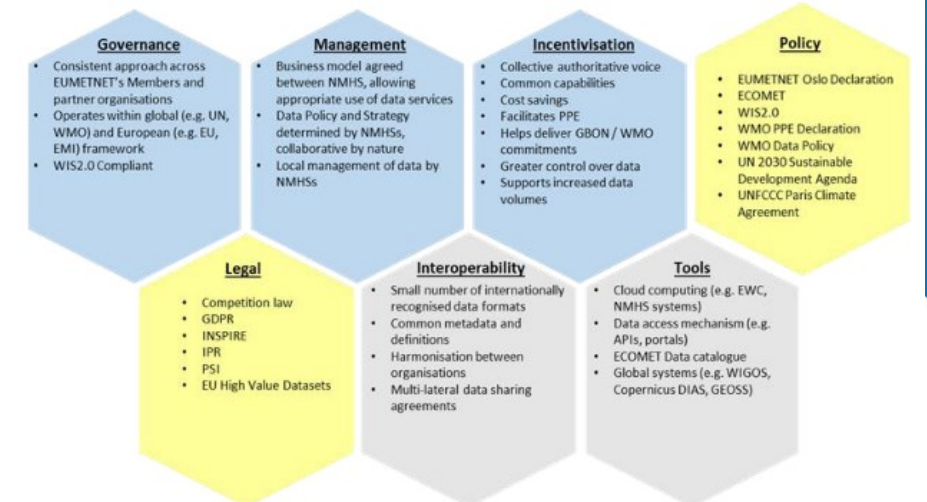 Governance
• Consistent approach across
EUMETNET's Members and
partner organisations
• Operates within global (e.g. UN,
WMO) and European (e.g. EU,
EMI) framework
• WIS2.0 Compliant
Management
• Business model agreed
between NMHS, allowing
appropriate use of data services
• Data Policy and Strategy
determined by NMHSs,
collaborative by nature
• Local management of data by
NMHSs
Incentivisation
• Collective authoritative voice
• Common capabilities
• Cost savings
• Facilitates PPE
• Helps deliver GBON / WMO
commitments
• Greater control over data
• Supports increased data
volumes
Policy
• EUMETNET Oslo Declaration
• ECOMET
• WIS2.0
• WMO PPE Declaration
• WMO Data Policy
• UN 2030 Sustainable
Development Agenda
• UNFCCC Paris Climate
Agreement
Legal
• Competition law
• GDPR
• INSPIRE
• IPR
• PSI
• EU High Value Datasets
Interoperability
• Small number of internationally
recognised data formats
• Common metadata and
definitions
• Harmonisation between
organisations
• Multi-lateral data sharing
agreements
Tools
• Cloud computing (e.g. EWC,
NMHS systems)
• Data access mechanism (e.g.
APIs, portals)
• ECOMET Data catalogue
• Global systems (e.g. WIGOS,
Copernicus DIAS, GEOSS)